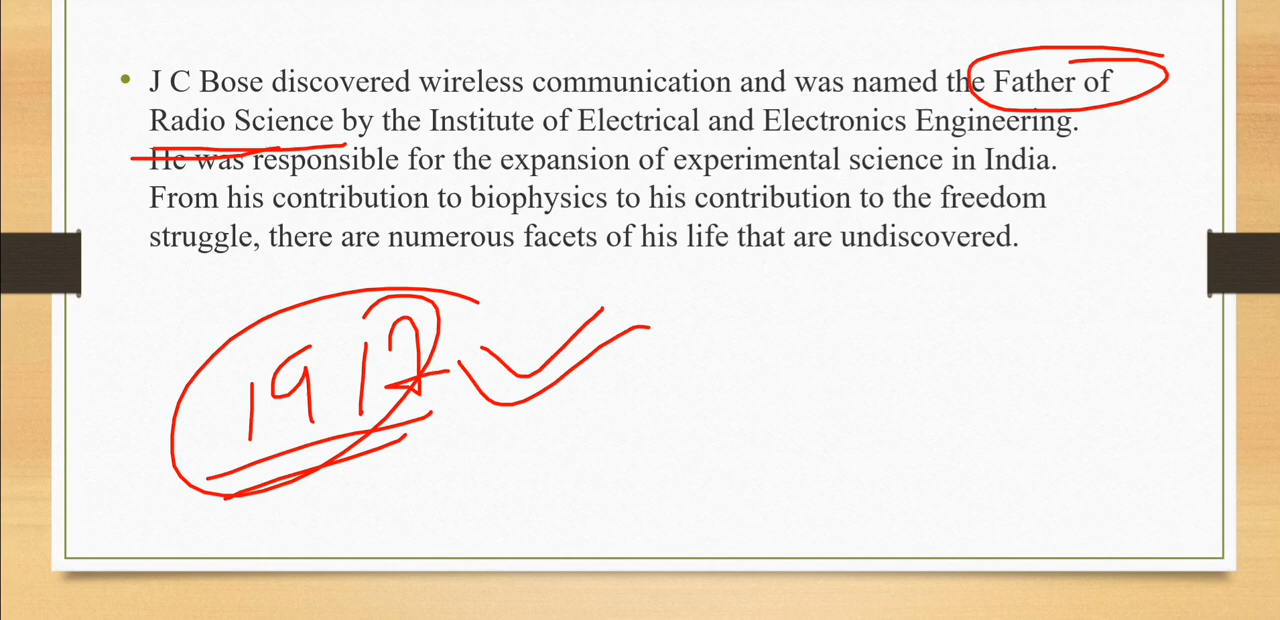 • J C Bose discovered wireless communication and was named the Father of
Radio Science by the Institute of Electrical and Electronics Engineering.
He was responsible for the expansion of experimental science in India.
From his contribution to biophysics to his contribution to the freedom
struggle, there are numerous facets of his life that are undiscovered.
1917